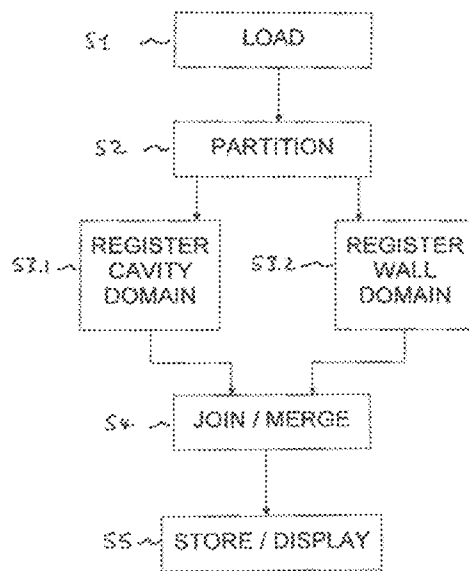 S1 LOAD
S2 PARTITION
S3.1 REGISTER
CAVITY
DOMAIN
S3.2 REGISTER
WALL
DOMAIN
S4 JOIN / MERGE
S5 STORE / DISPLAY